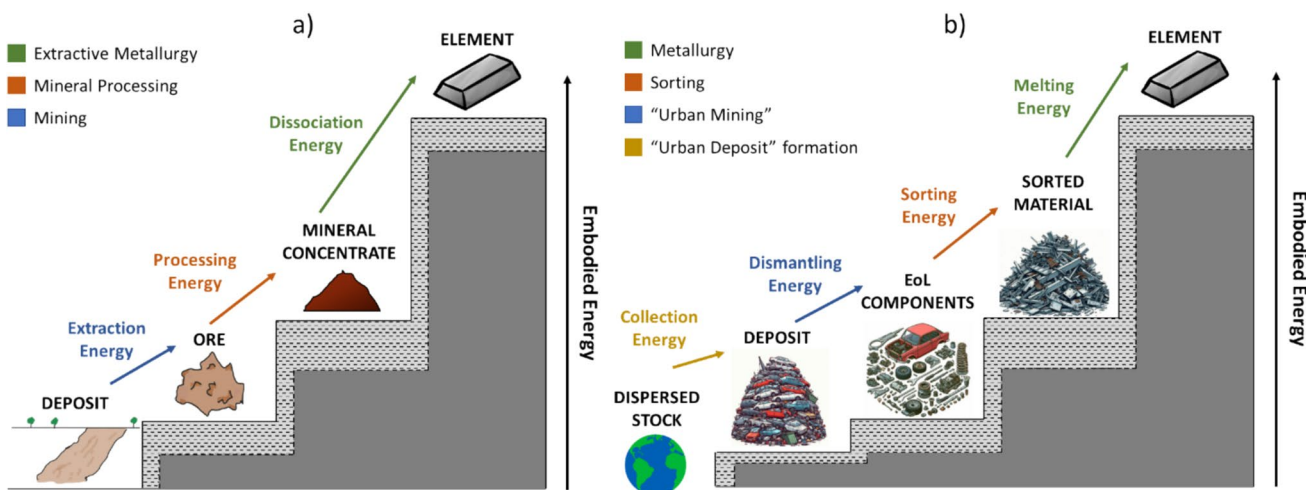 a)
Extractive Metallurgy
Mineral Processing
Mining
ELEMENT
Dissociation
Energy
MINERAL
CONCENTRATE
Processing
Energy
ORE
Extraction
Energy
DEPOSIT
Embodied Energy
b)
Metallurgy
Sorting
“Urban Mining”
“Urban Deposit” formation
ELEMENT
Melting
Energy
SORTED
MATERIAL
Sorting
Energy
EoL
COMPONENTS
Dismantling
Energy
DEPOSIT
Collection
Energy
DISPERSED
STOCK
Embodied Energy